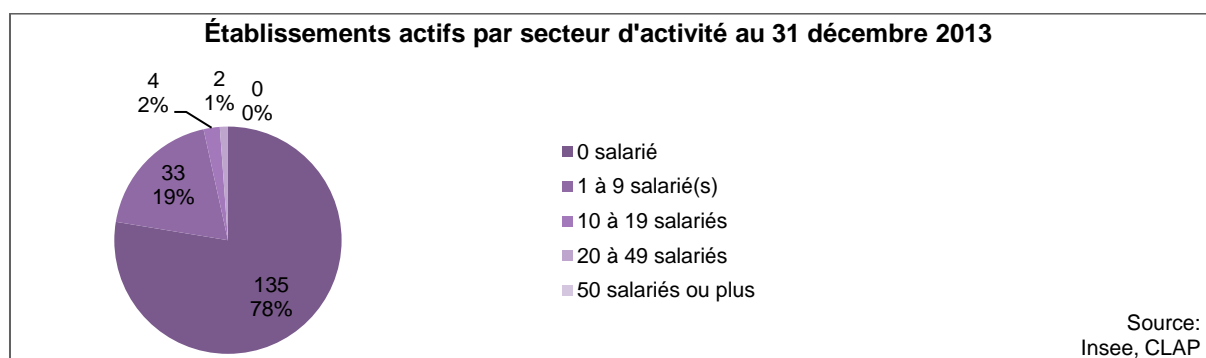 Établissements actifs par secteur d'activité au 31 décembre 2013
4
2%
2
1%
0
0%
33
19%
135
78%
0 salarié
1 à 9 salarié(s)
10 à 19 salariés
20 à 49 salariés
50 salariés ou plus
Source:
Insee, CLAP